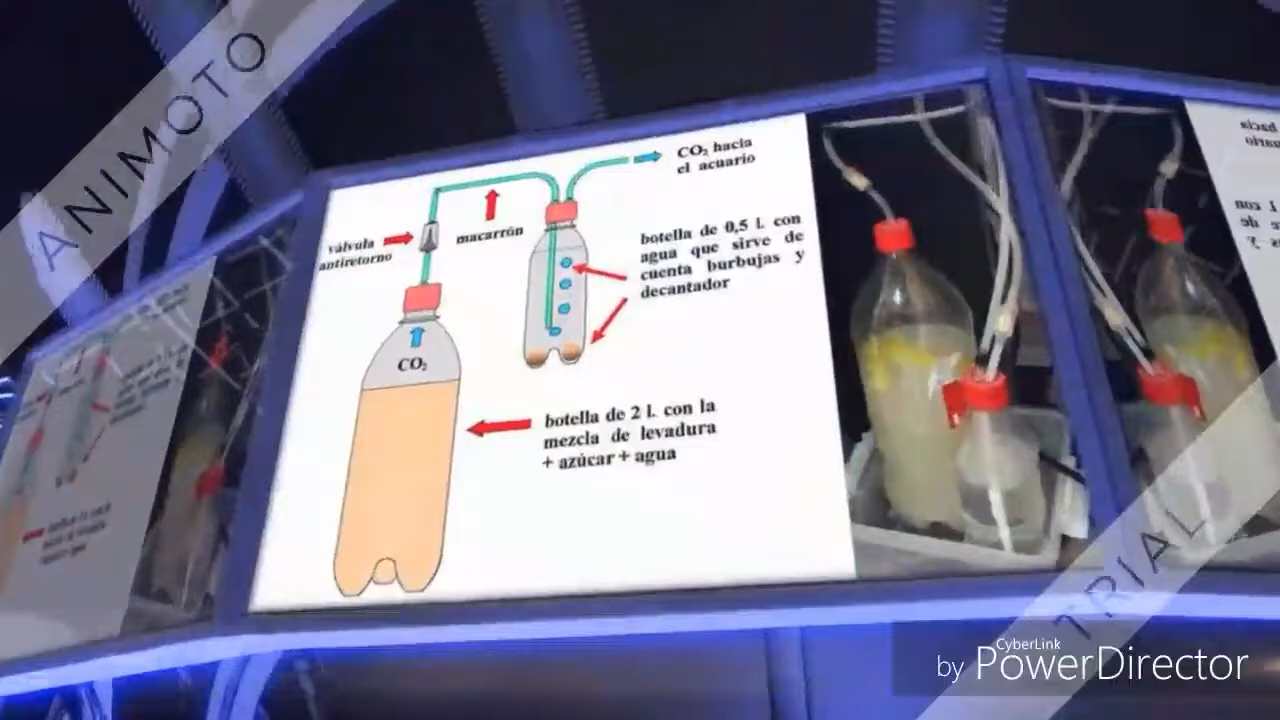 ANIMOTO
CO₂ hacia
el acuario
válvula
antiretorno
macarrón
botella de 0,5 l. con
agua que sirve de
cuenta burbujas y
decantador
CO₂
botella de 2 l. con la
mezcla de levadura
+ azúcar + agua
TRIAL
CyberLink
by PowerDirector